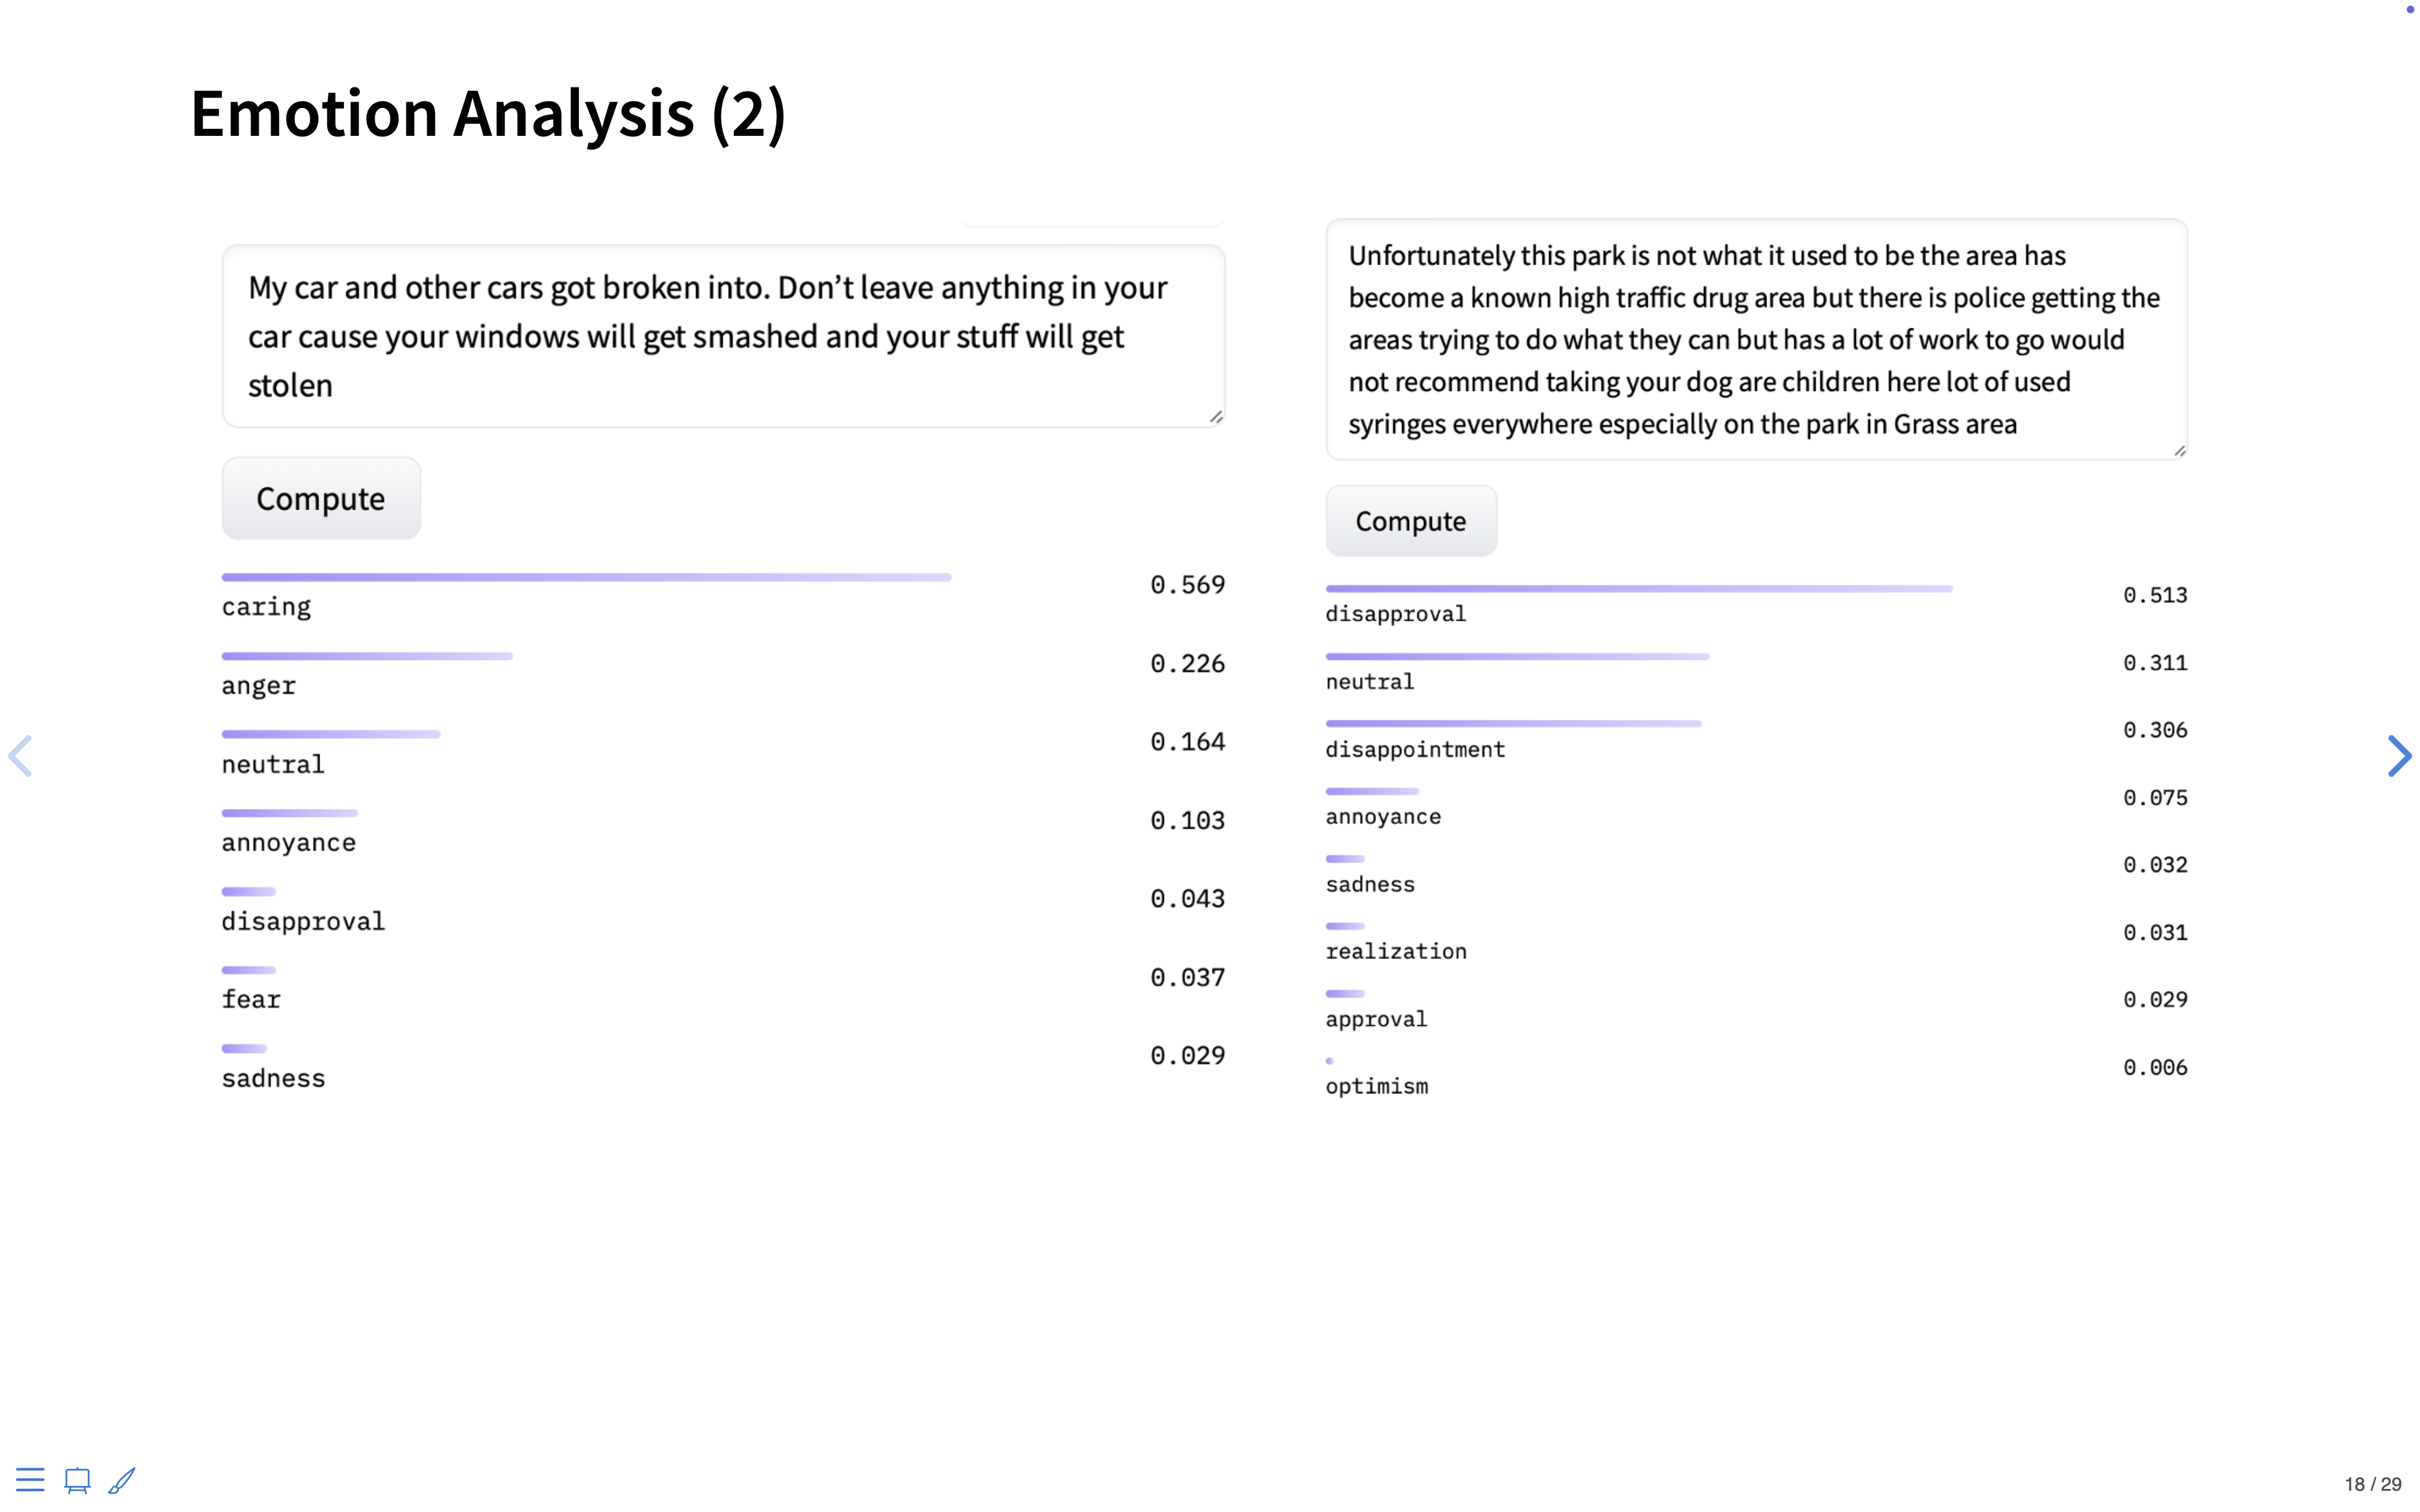 Emotion Analysis (2)
My car and other cars got broken into. Don’t leave anything in your
car cause your windows will get smashed and your stuff will get
stolen
Compute
caring 0.569
anger 0.226
neutral 0.164
annoyance 0.103
disapproval 0.043
fear 0.037
sadness 0.029
Unfortunately this park is not what it used to be the area has
become a known high traffic drug area but there is police getting the
areas trying to do what they can but has a lot of work to go would
not recommend taking your dog are children here lot of used
syringes everywhere especially on the park in Grass area
Compute
disapproval 0.513
neutral 0.311
disappointment 0.306
annoyance 0.075
sadness 0.032
realization 0.031
approval 0.029
optimism 0.006
18 / 29